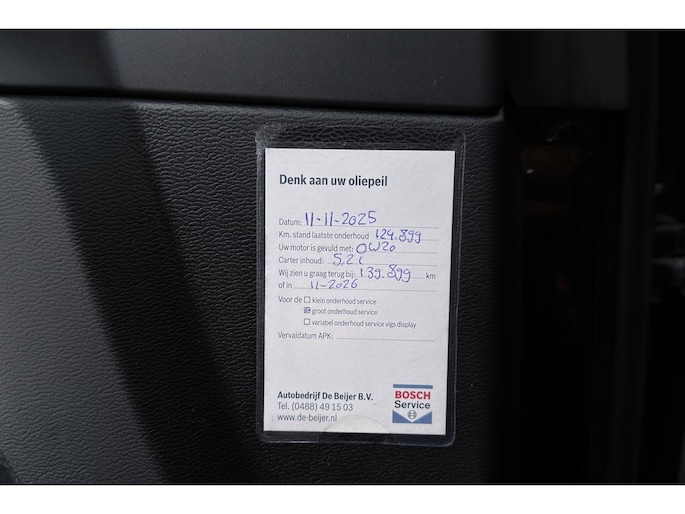 Denk aan uw oliepeil
Datum: 11-11-2025
Km. stand laatste onderhoud 124.899
Uw motor is gevuld met: 0W20
Carter inhoud: 5,2 l
Wij zien u graag terug bij: 139.899 km
of in 11-2026
Voor de klein onderhoud service
groot onderhoud service
variabel onderhoud service vlgs display
Vervaldatum APK:
Autobedrijf De Beijer B.V.
Tel. (0488) 49 15 03
www.de-beijer.nl
BOSCH
Service